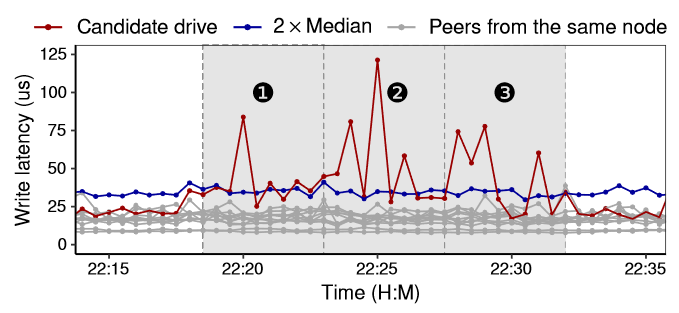 Candidate drive 2 × Median Peers from the same node
Write latency (us)
125
100
75
50
25
0
❶ ❷ ❸
22:15 22:20 22:25 22:30 22:35
Time (H:M)